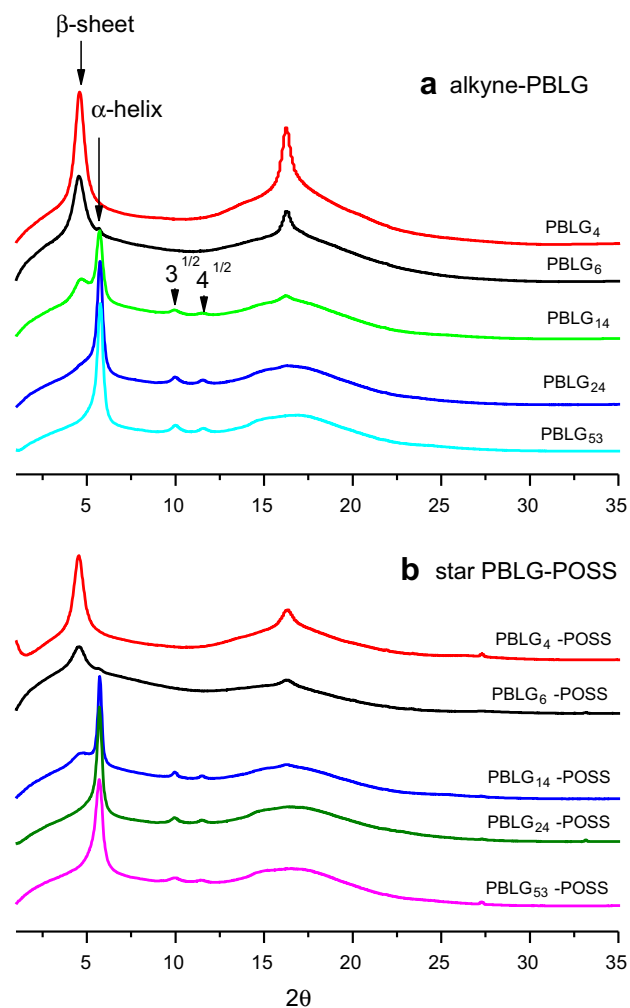 β-sheet
a alkyne-PBLG
α-helix
PBLG4
PBLG6
3 1/2 4 1/2
PBLG14
PBLG24
PBLG53
5 10 15 20 25 30 35
b star PBLG-POSS
PBLG4 -POSS
PBLG6 -POSS
PBLG14 -POSS
PBLG24 -POSS
PBLG53 -POSS
5 10 15 20 25 30 35
2θ